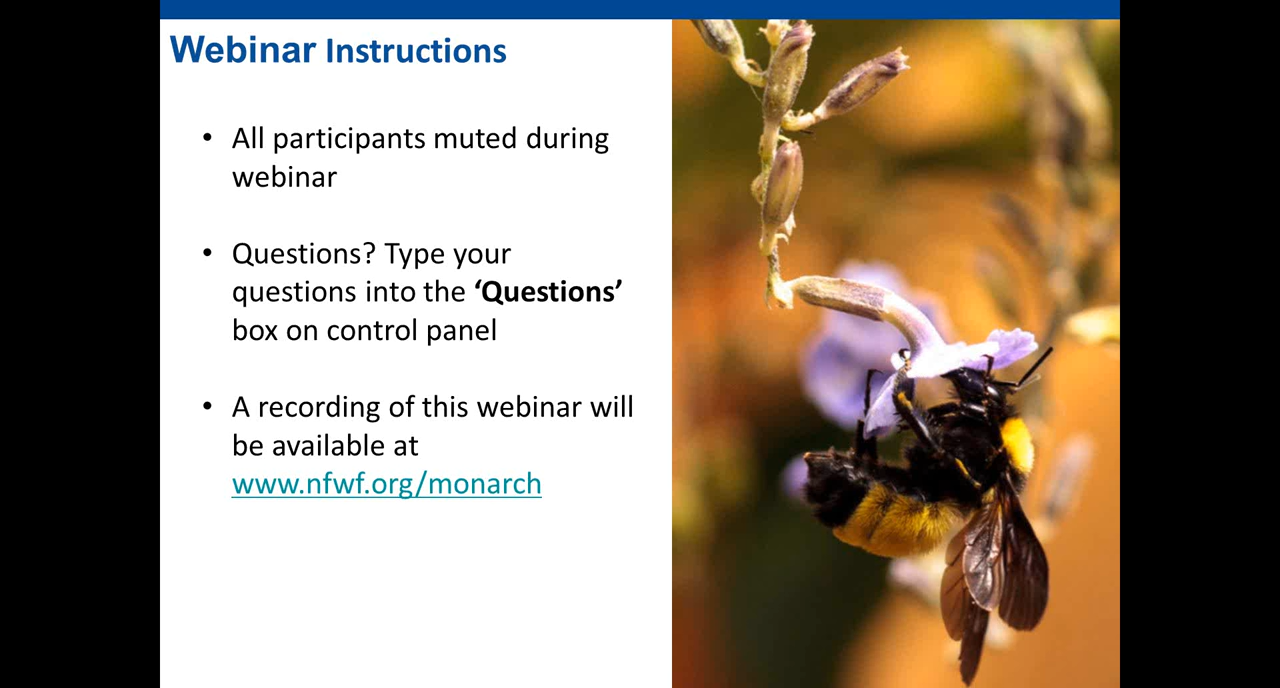 Webinar Instructions
• All participants muted during
webinar
• Questions? Type your
questions into the ‘Questions’
box on control panel
• A recording of this webinar will
be available at
www.nfwf.org/monarch